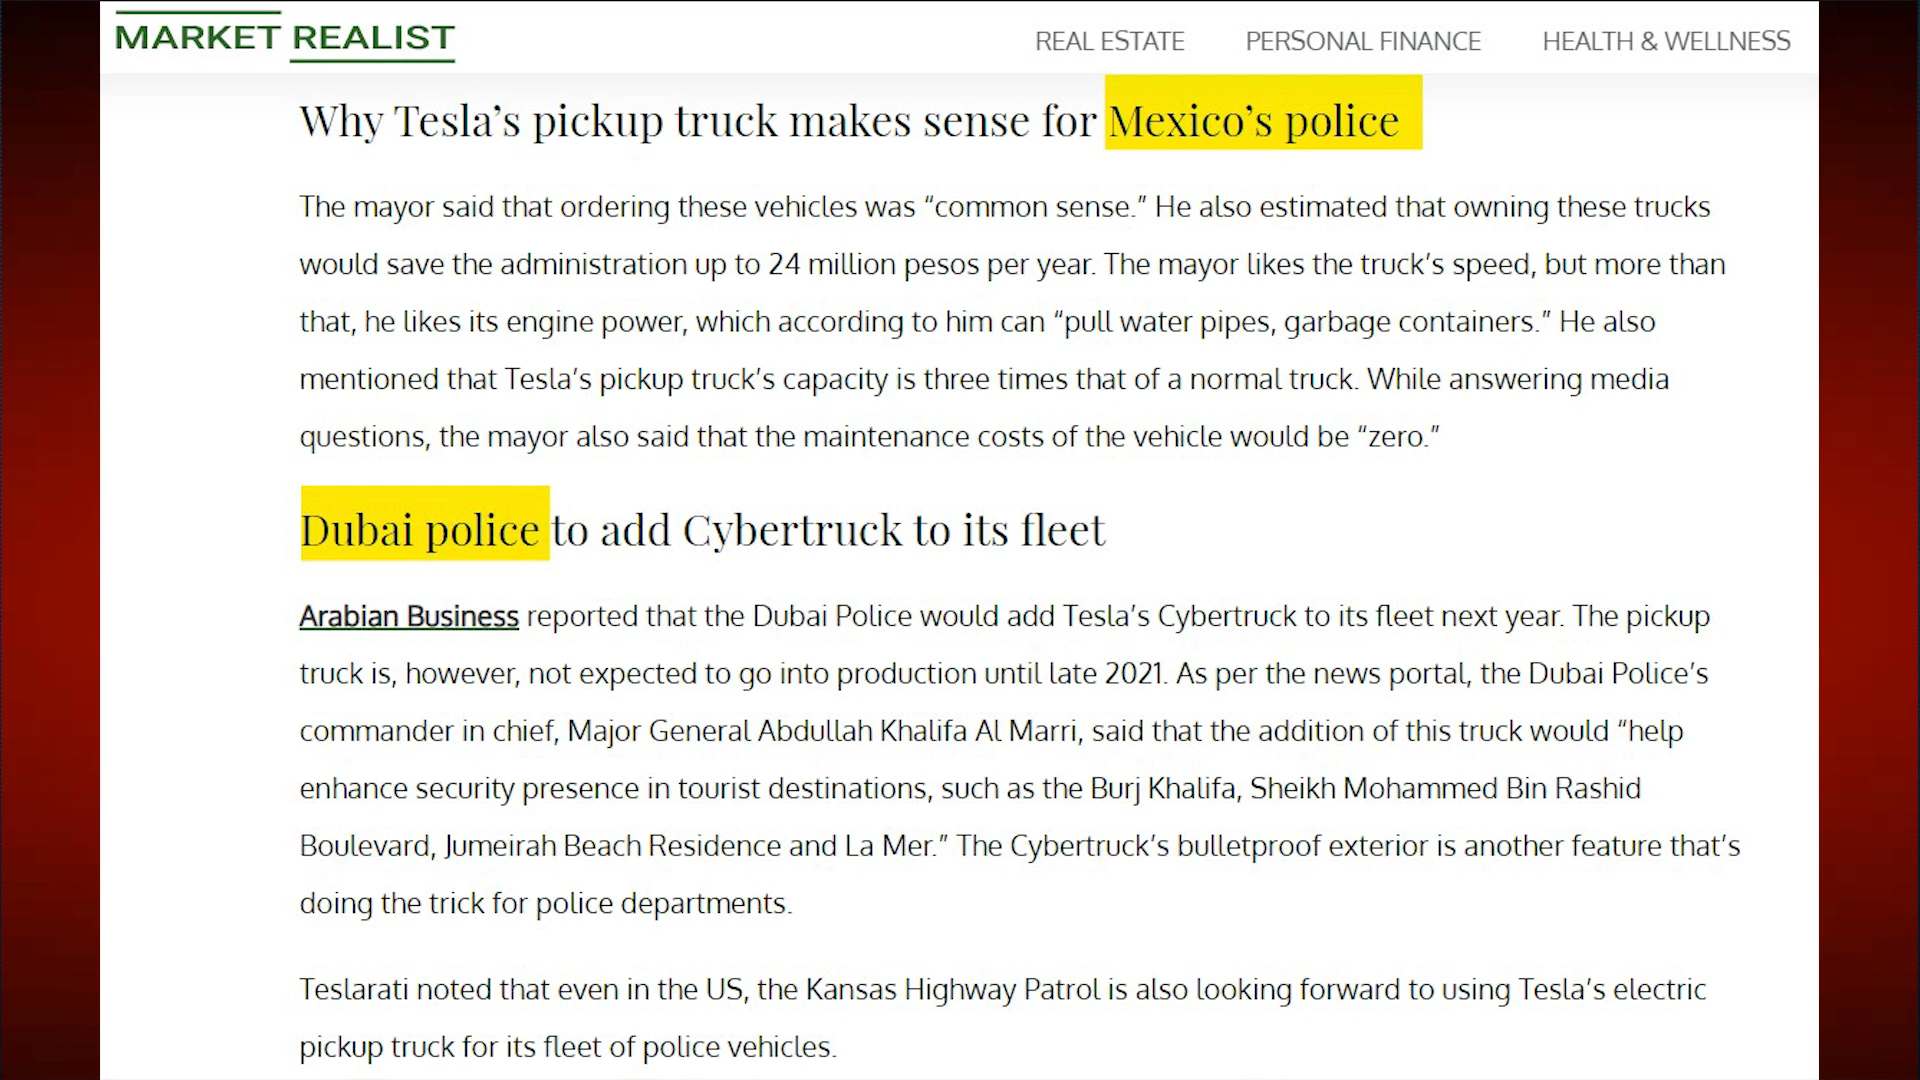 MARKET REALIST
REAL ESTATE PERSONAL FINANCE HEALTH & WELLNESS
Why Tesla’s pickup truck makes sense for Mexico’s police
The mayor said that ordering these vehicles was “common sense.” He also estimated that owning these trucks
would save the administration up to 24 million pesos per year. The mayor likes the truck’s speed, but more than
that, he likes its engine power, which according to him can “pull water pipes, garbage containers.” He also
mentioned that Tesla’s pickup truck’s capacity is three times that of a normal truck. While answering media
questions, the mayor also said that the maintenance costs of the vehicle would be “zero.”
Dubai police to add Cybertruck to its fleet
Arabian Business reported that the Dubai Police would add Tesla’s Cybertruck to its fleet next year. The pickup
truck is, however, not expected to go into production until late 2021. As per the news portal, the Dubai Police’s
commander in chief, Major General Abdullah Khalifa Al Marri, said that the addition of this truck would “help
enhance security presence in tourist destinations, such as the Burj Khalifa, Sheikh Mohammed Bin Rashid
Boulevard, Jumeirah Beach Residence and La Mer.” The Cybertruck’s bulletproof exterior is another feature that’s
doing the trick for police departments.
Teslarati noted that even in the US, the Kansas Highway Patrol is also looking forward to using Tesla’s electric
pickup truck for its fleet of police vehicles.